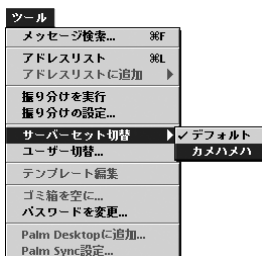 ツール
メッセージ検索... ⌘F
アドレスリスト ⌘L
アドレスリストに追加 ▶
振り分けを実行
振り分けの設定...
サーバーセット切替 ▶
✓デフォルト
カメハメハ
ユーザー切替...
テンプレート編集
ゴミ箱を空に...
パスワードを変更...
Palm Desktopに追加...
Palm Sync設定...